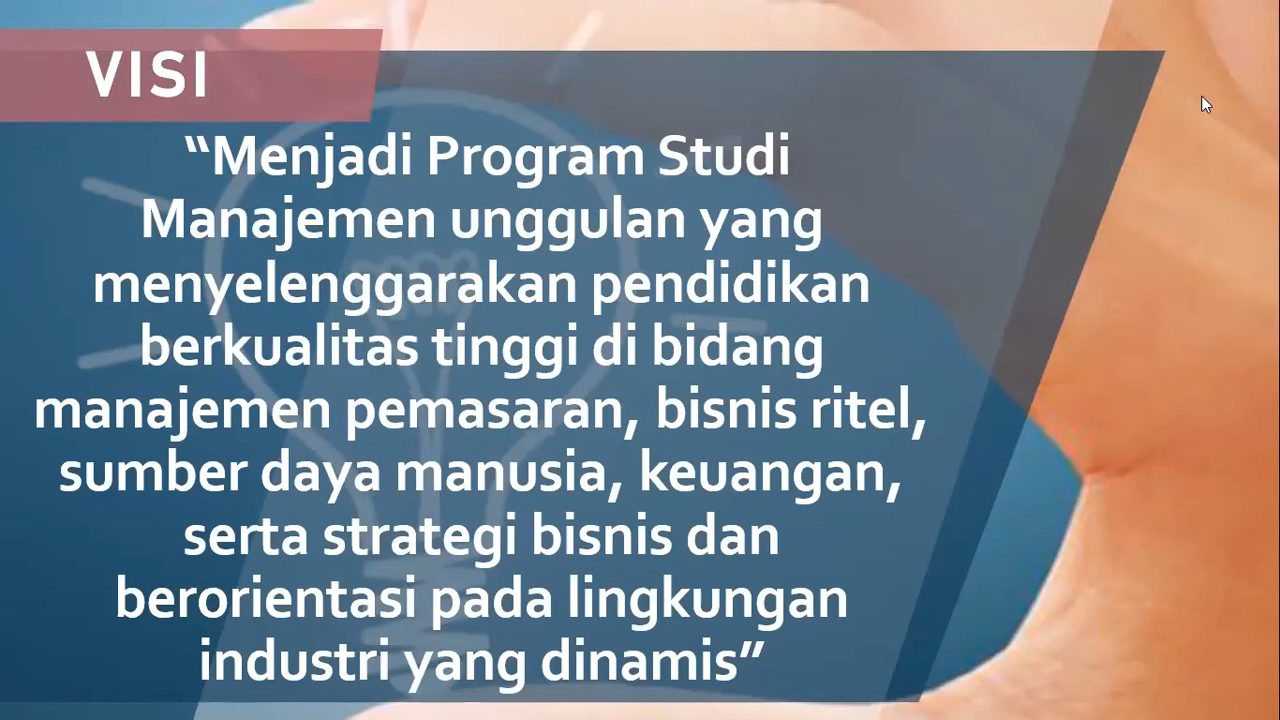 VISI
“Menjadi Program Studi
Manajemen unggulan yang
menyelenggarakan pendidikan
berkualitas tinggi di bidang
manajemen pemasaran, bisnis ritel,
sumber daya manusia, keuangan,
serta strategi bisnis dan
berorientasi pada lingkungan
industri yang dinamis”